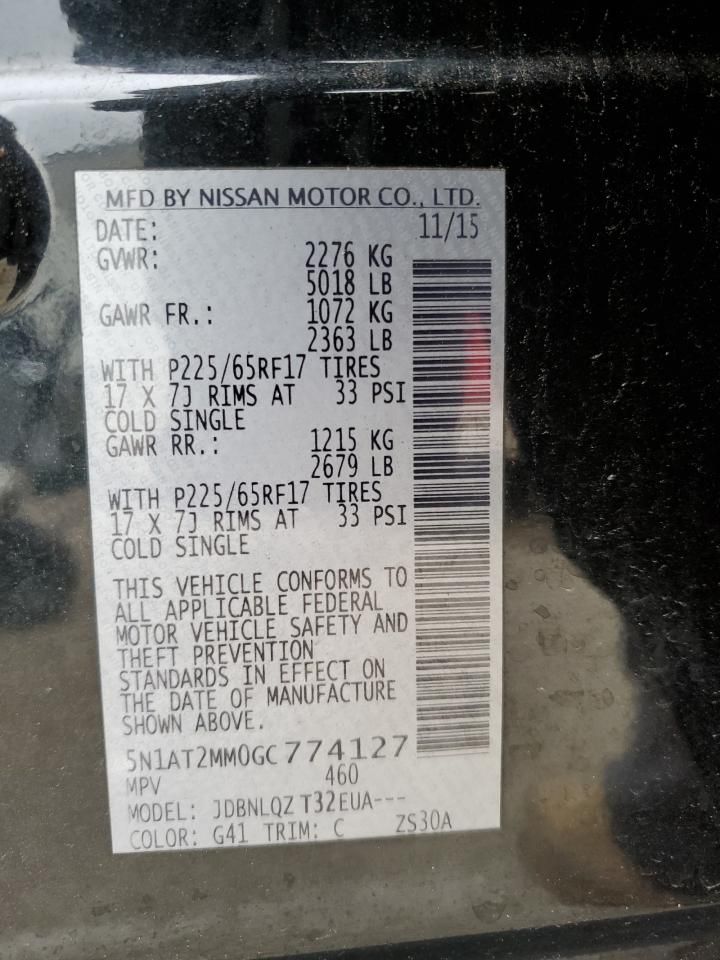 MFD BY NISSAN MOTOR CO., LTD.
DATE: 11/15
GVWR: 2276 KG
5018 LB
GAWR FR.: 1072 KG
2363 LB
WITH P225/65RF17 TIRES
17 X 7J RIMS AT 33 PSI
COLD SINGLE
GAWR RR.: 1215 KG
2679 LB
WITH P225/65RF17 TIRES
17 X 7J RIMS AT 33 PSI
COLD SINGLE
THIS VEHICLE CONFORMS TO
ALL APPLICABLE FEDERAL
MOTOR VEHICLE SAFETY AND
THEFT PREVENTION
STANDARDS IN EFFECT ON
THE DATE OF MANUFACTURE
SHOWN ABOVE.
5N1AT2MM0GC774127
MPV 460
MODEL: JDBNLQZ T32EUA---
COLOR: G41 TRIM: C ZS30A